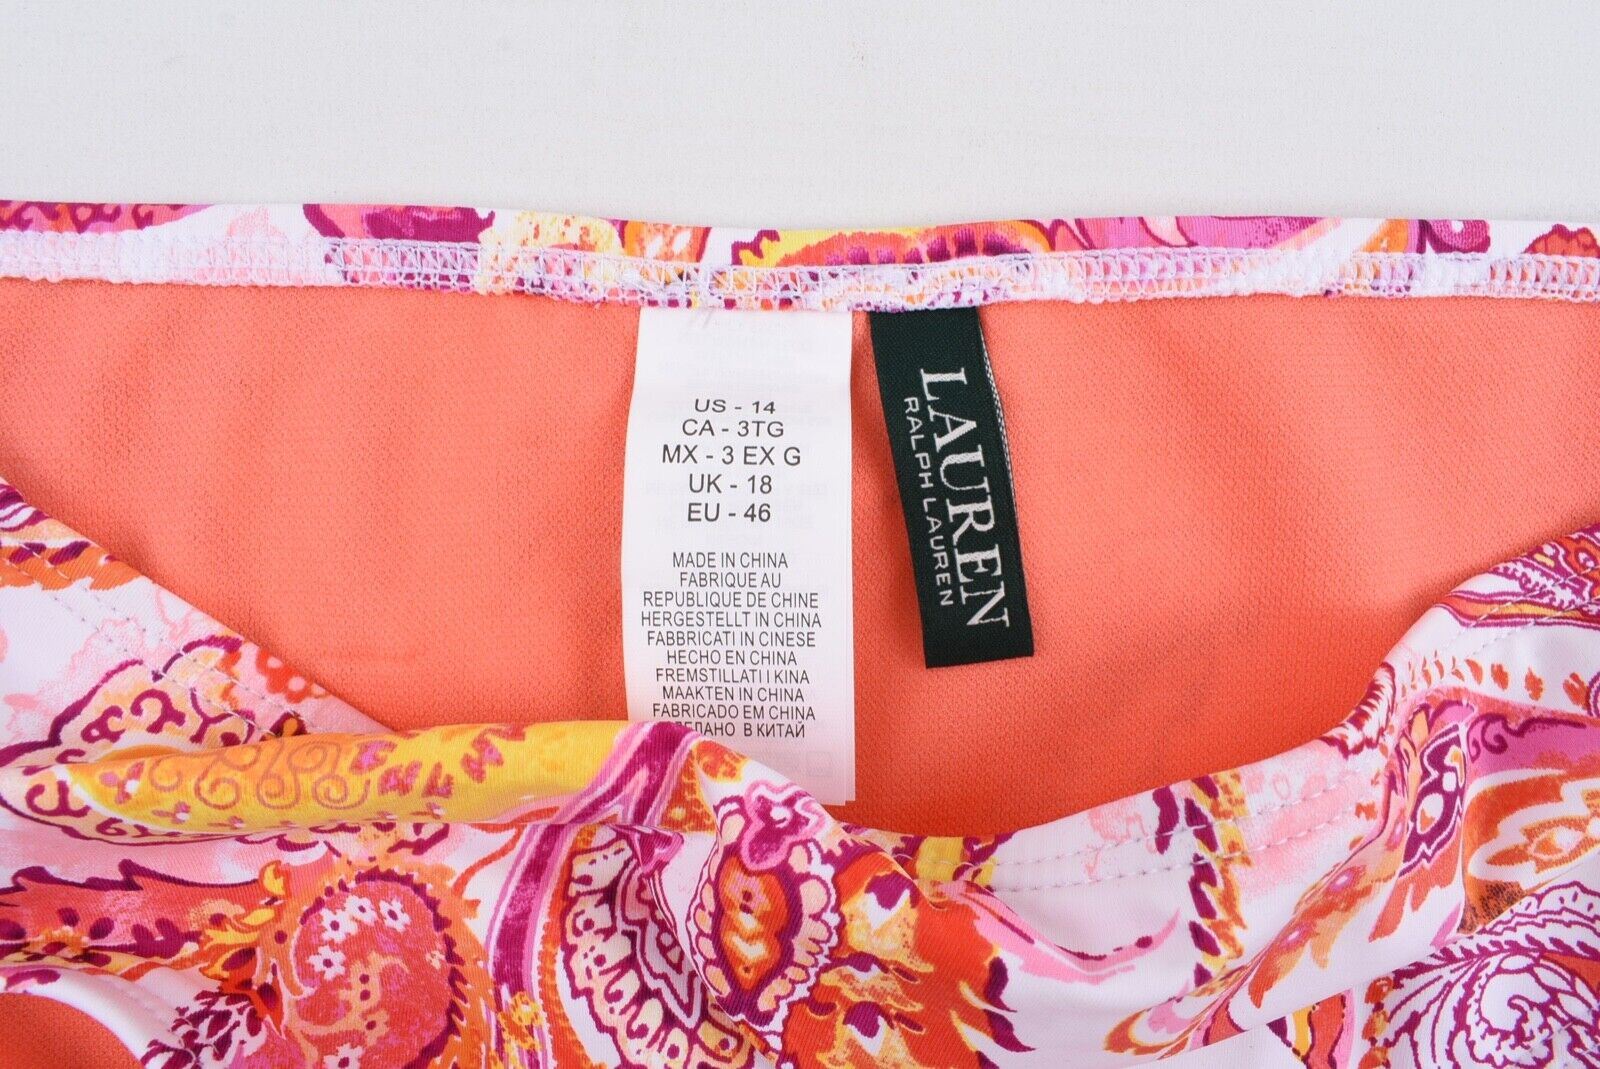 US - 14
CA - 3TG
MX - 3 EX G
UK - 18
EU - 46
MADE IN CHINA
FABRIQUE AU
REPUBLIQUE DE CHINE
HERGESTELLT IN CHINA
FABBRICATI IN CINESE
HECHO EN CHINA
FREMSTILLATI I KINA
MAAKTEN IN CHINA
FABRICADO EM CHINA
В КИТАЙ
LAUREN
RALPH LAUREN